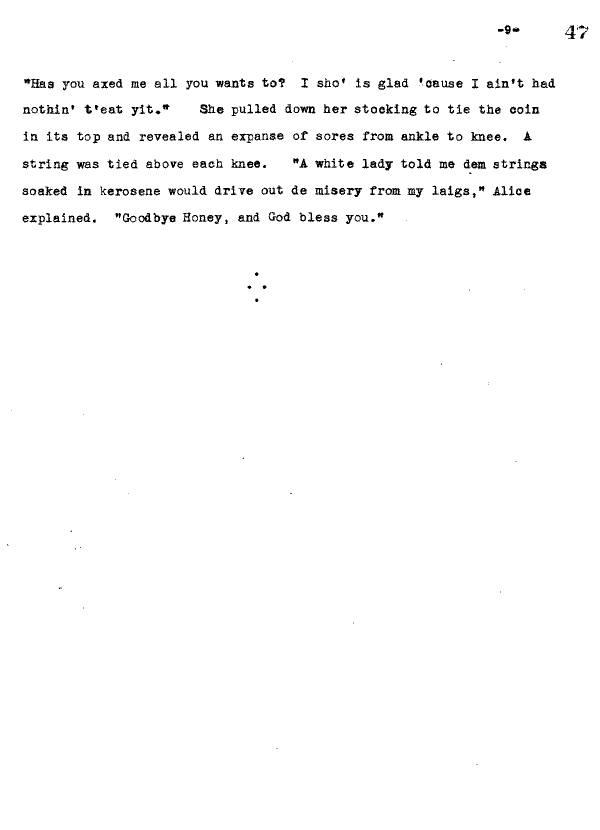 -9- 47
"Has you axed me all you wants to? I sho' is glad 'cause I ain't had
nothin' t'eat yit." She pulled down her stocking to tie the coin
in its top and revealed an expanse of sores from ankle to knee. A
string was tied above each knee. "A white lady told me dem strings
soaked in kerosene would drive out de misery from my laigs," Alice
explained. "Goodbye Honey, and God bless you."